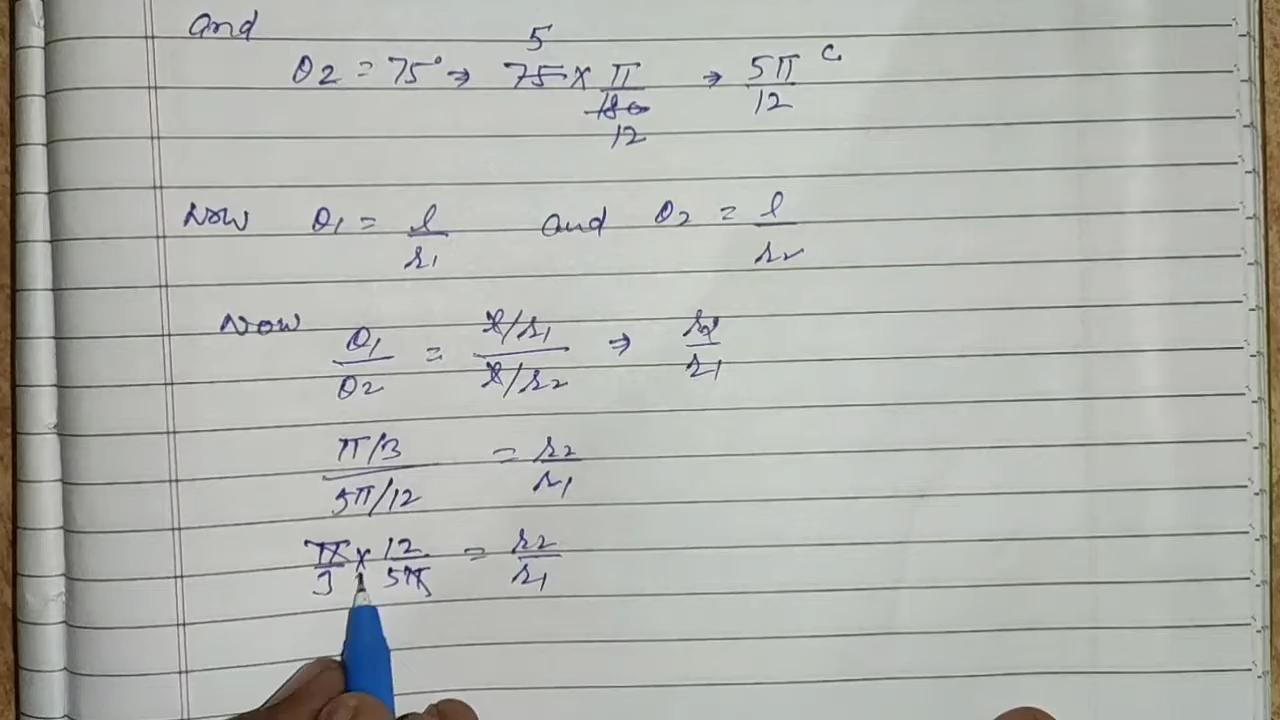 and
θ2 = 75° → 75 × π/180 → 5π/12 c
5
12
Now θ1 = l/r1 and θ2 = l/r2
Now θ1/θ2 = (l/r1)/(l/r2) ⇒ r2/r1
(π/3)/(5π/12) = r2/r1
π/3 × 12/5π = r2/r1